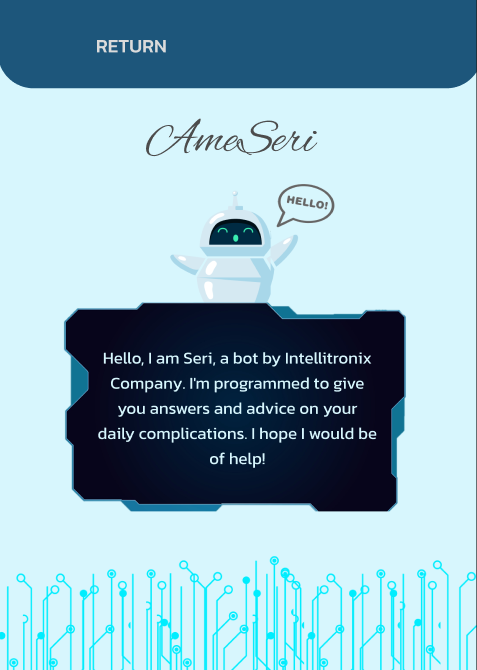 RETURN
AmeSeri
HELLO!
Hello, I am Seri, a bot by Intellitronix
Company. I'm programmed to give
you answers and advice on your
daily complications. I hope I would be
of help!